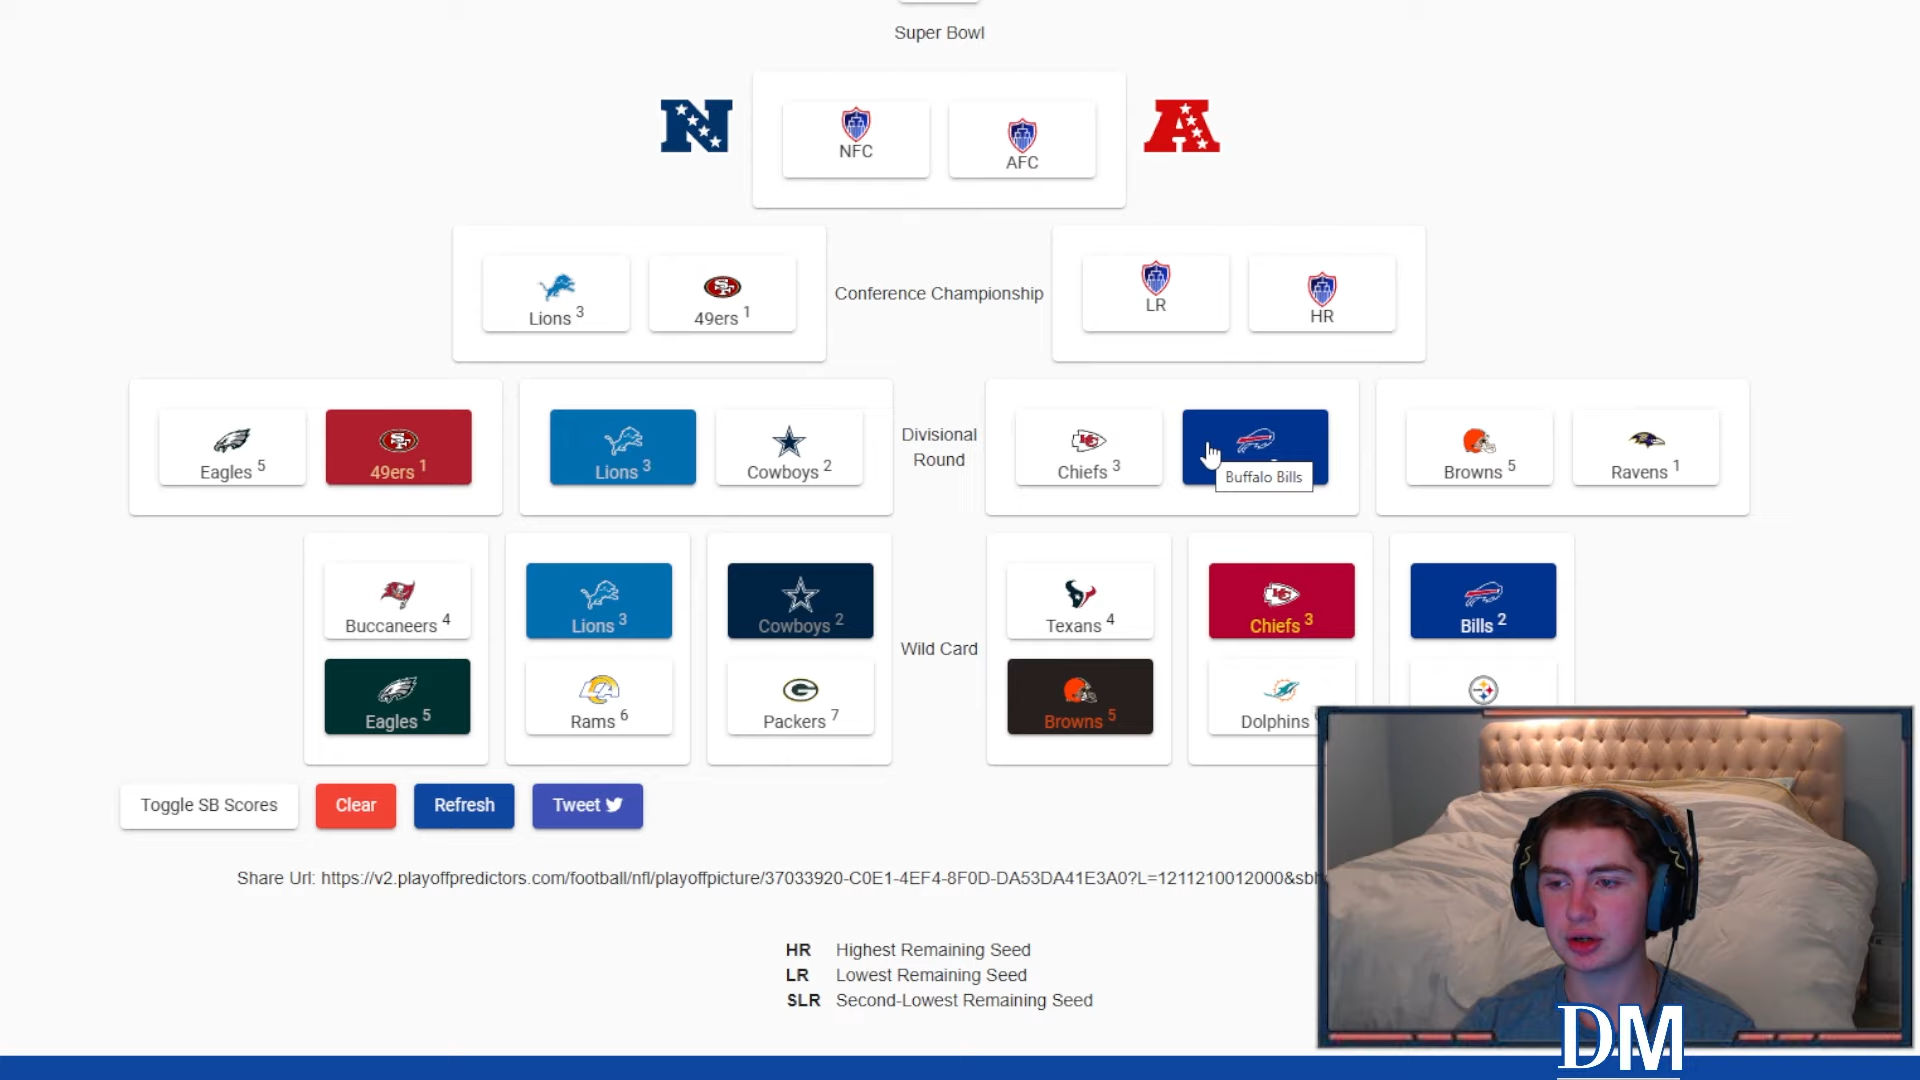 Super Bowl
NFC
AFC
Lions 3
49ers 1
Conference Championship
LR
HR
Eagles 5
49ers 1
Lions 3
Cowboys 2
Divisional
Round
Chiefs 3
Buffalo Bills
Browns 5
Ravens 1
Buccaneers 4
Lions 3
Cowboys 2
Wild Card
Texans 4
Chiefs 3
Bills 2
Eagles 5
Rams 6
Packers 7
Browns 5
Dolphins
Toggle SB Scores
Clear
Refresh
Tweet
Share Url: https://v2.playoffpredictors.com/football/nfl/playoffpicture/37033920-C0E1-4EF4-8F0D-DA53DA41E3A0?L=1211210012000&sb
HR Highest Remaining Seed
LR Lowest Remaining Seed
SLR Second-Lowest Remaining Seed
DM